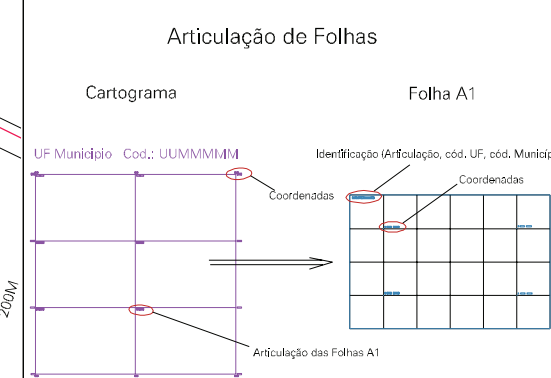 Articulação de Folhas
Cartograma
Folha A1
UF Municipio Cod.: UUMMMMM
Identificação (Articulação, cód. UF, cód. Municíp
Coordenadas
Coordenadas
200M
Articulação das Folhas A1